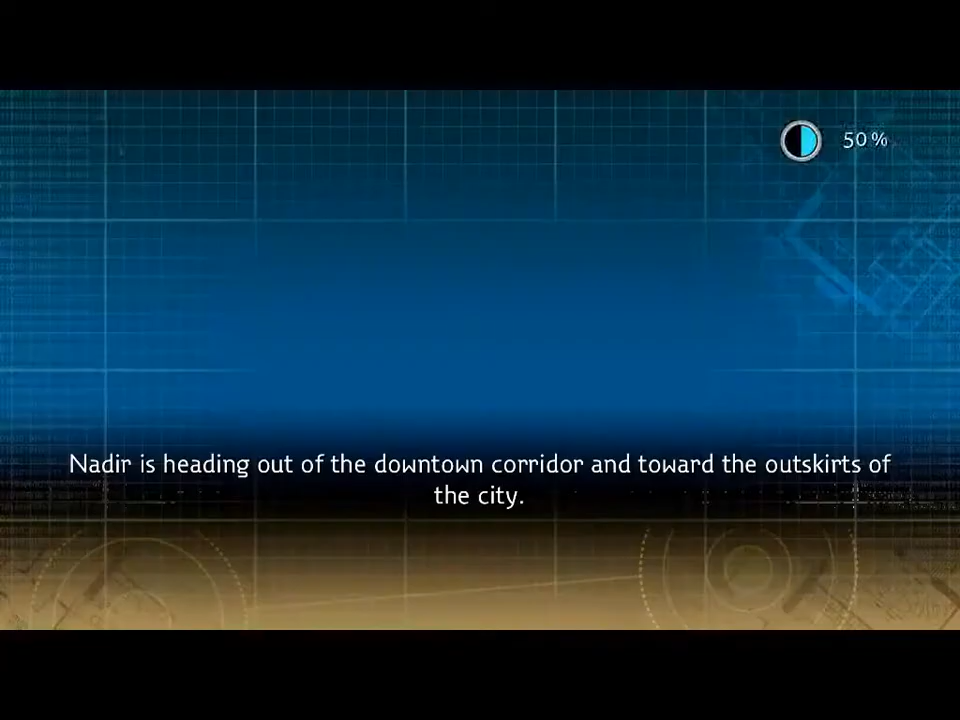 50%
Nadir is heading out of the downtown corridor and toward the outskirts of
the city.